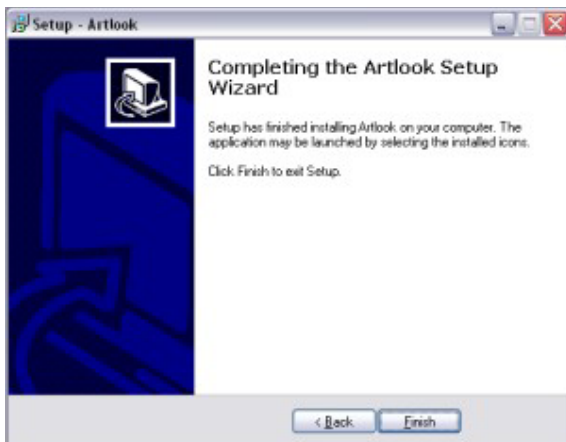 Setup - Artlook
Completing the Artlook Setup
Wizard
Setup has finished installing Artlook on your computer. The
application may be launched by selecting the installed icons.
Click Finish to exit Setup.
< Back
Finish